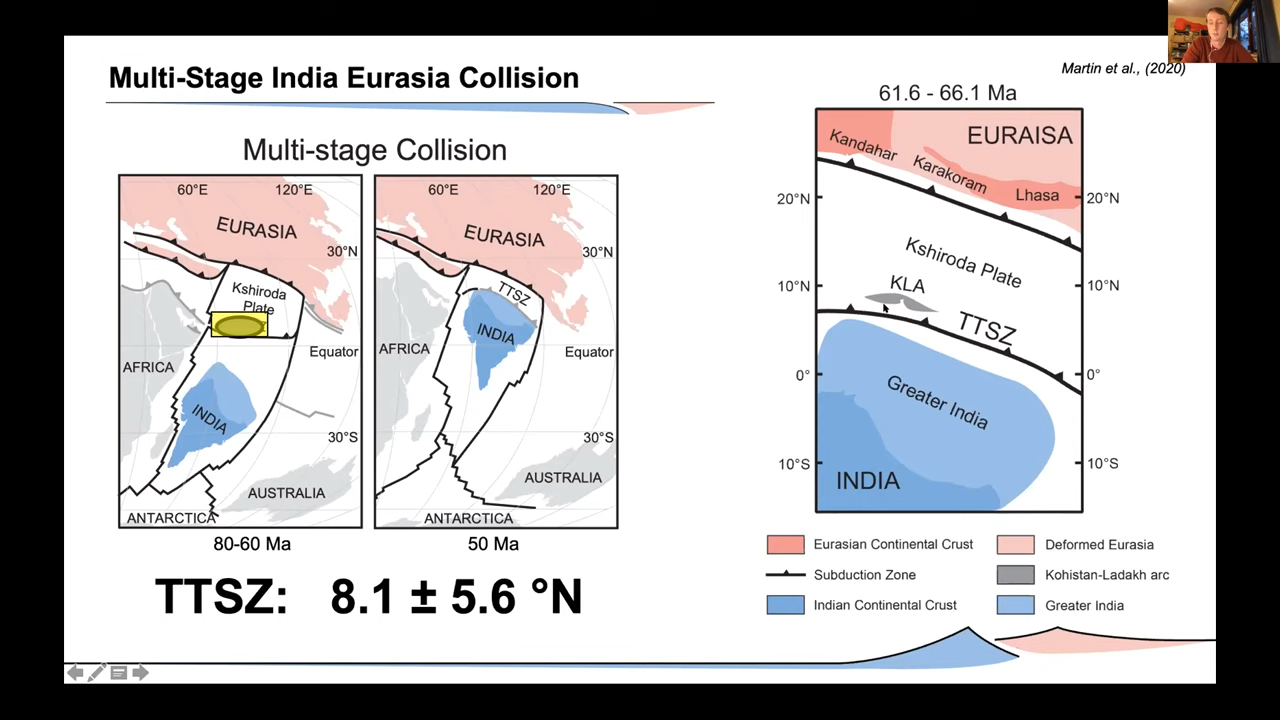 Multi-Stage India Eurasia Collision
Martin et al., (2020)
Multi-stage Collision
60°E
120°E
EURASIA
30°N
Kshiroda
Plate
Equator
AFRICA
INDIA
30°S
AUSTRALIA
ANTARCTICA
80-60 Ma
60°E
120°E
EURASIA
30°N
TTSZ
INDIA
AFRICA
Equator
30°S
AUSTRALIA
ANTARCTICA
50 Ma
TTSZ: 8.1 ± 5.6 °N
61.6 - 66.1 Ma
EURAISA
Kandahar
Karakoram
Lhasa
20°N
20°N
Kshiroda Plate
10°N
KLA
10°N
TTSZ
0°
0°
Greater India
10°S
10°S
INDIA
Eurasian Continental Crust
Deformed Eurasia
Subduction Zone
Kohistan-Ladakh arc
Indian Continental Crust
Greater India